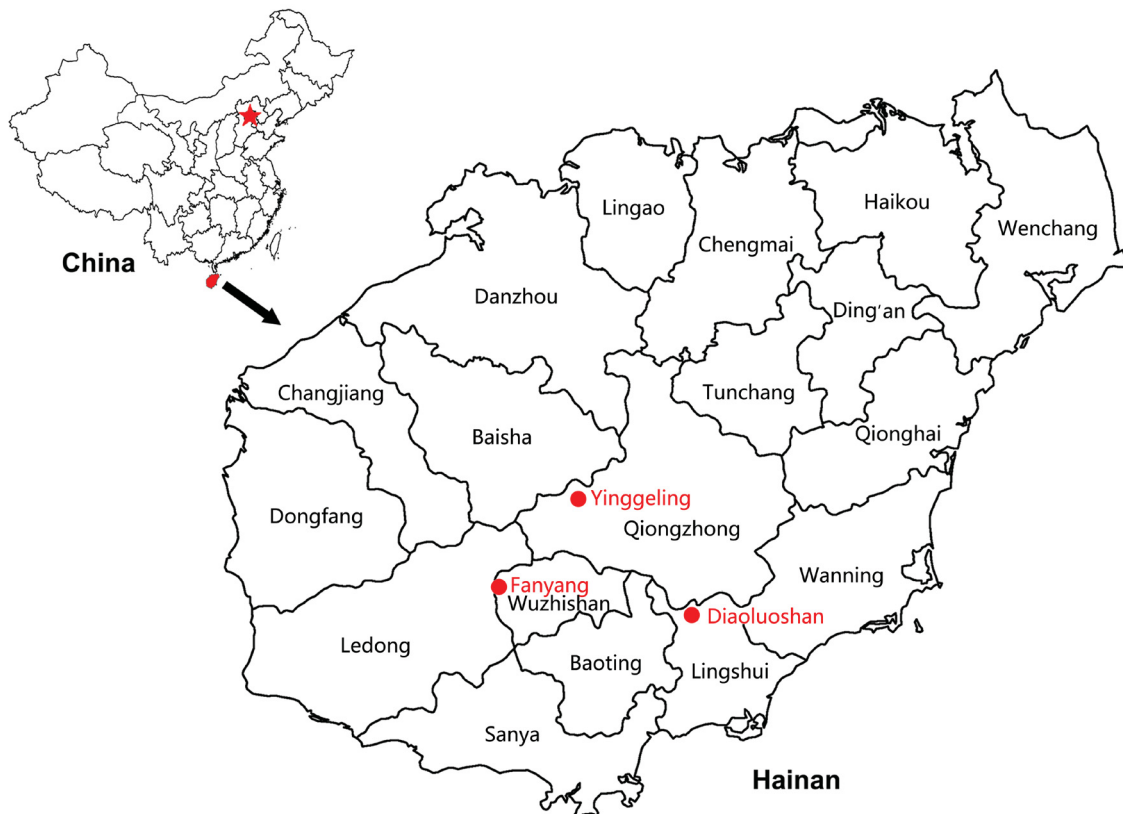 China
Lingao
Haikou
Chengmai
Wenchang
Danzhou
Ding'an
Changjiang
Tunchang
Baisha
Qionghai
Yinggeling
Dongfang
Qiongzhong
Fanyang
Wuzhishan
Wanning
Diaoluoshan
Ledong
Baoting
Lingshui
Sanya
Hainan